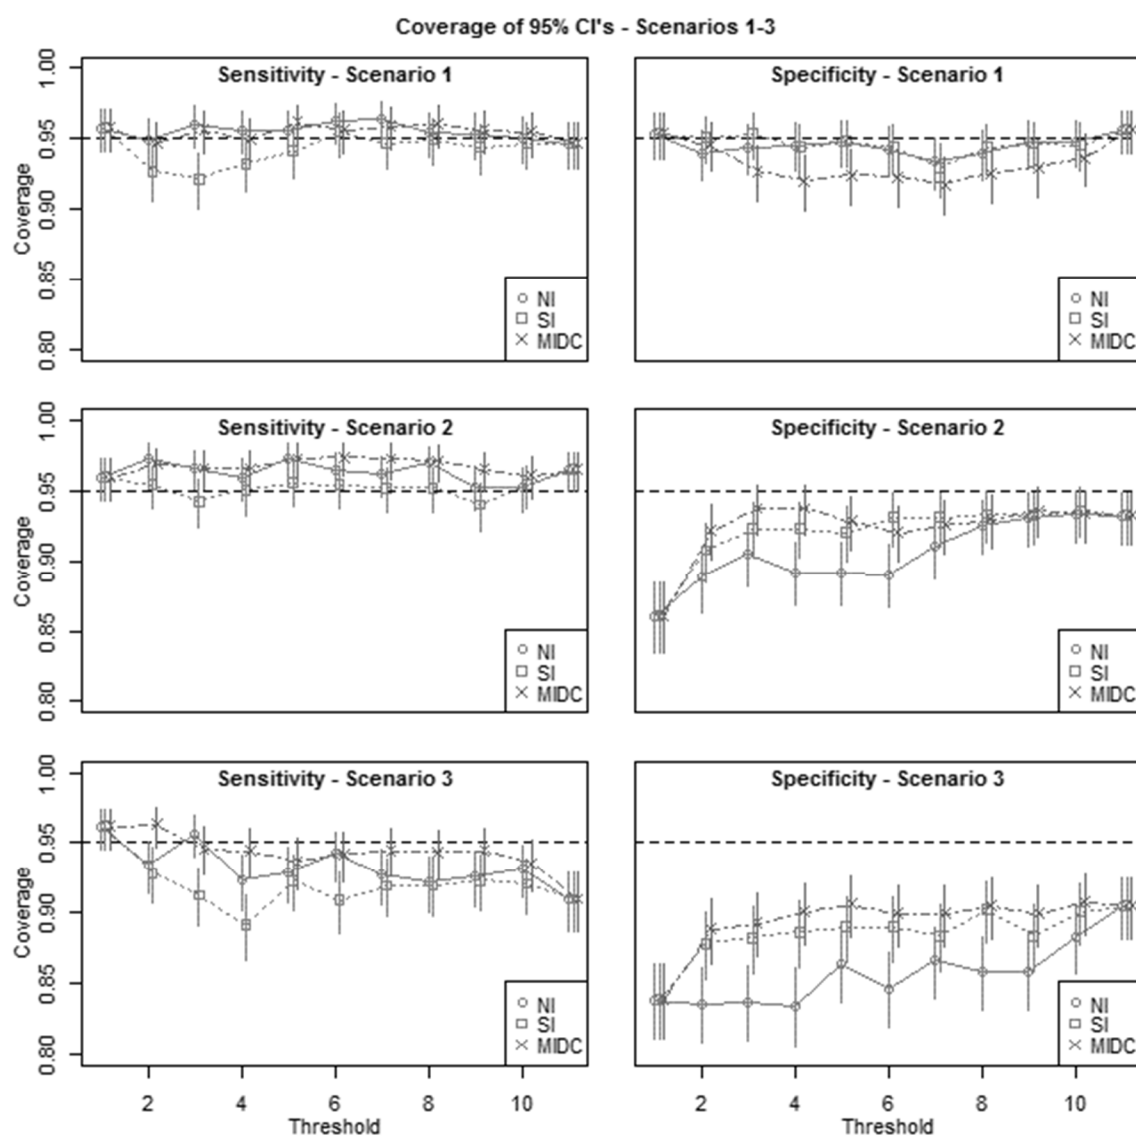 Coverage of 95% CI's - Scenarios 1-3
Sensitivity - Scenario 1
Specificity - Scenario 1
Coverage
1.00
0.95
0.90
0.85
0.80
NI
SI
MIDC
NI
SI
MIDC
Sensitivity - Scenario 2
Specificity - Scenario 2
Coverage
1.00
0.95
0.90
0.85
0.80
NI
SI
MIDC
NI
SI
MIDC
Sensitivity - Scenario 3
Specificity - Scenario 3
Coverage
1.00
0.95
0.90
0.85
0.80
NI
SI
MIDC
NI
SI
MIDC
2 4 6 8 10
2 4 6 8 10
Threshold
Threshold